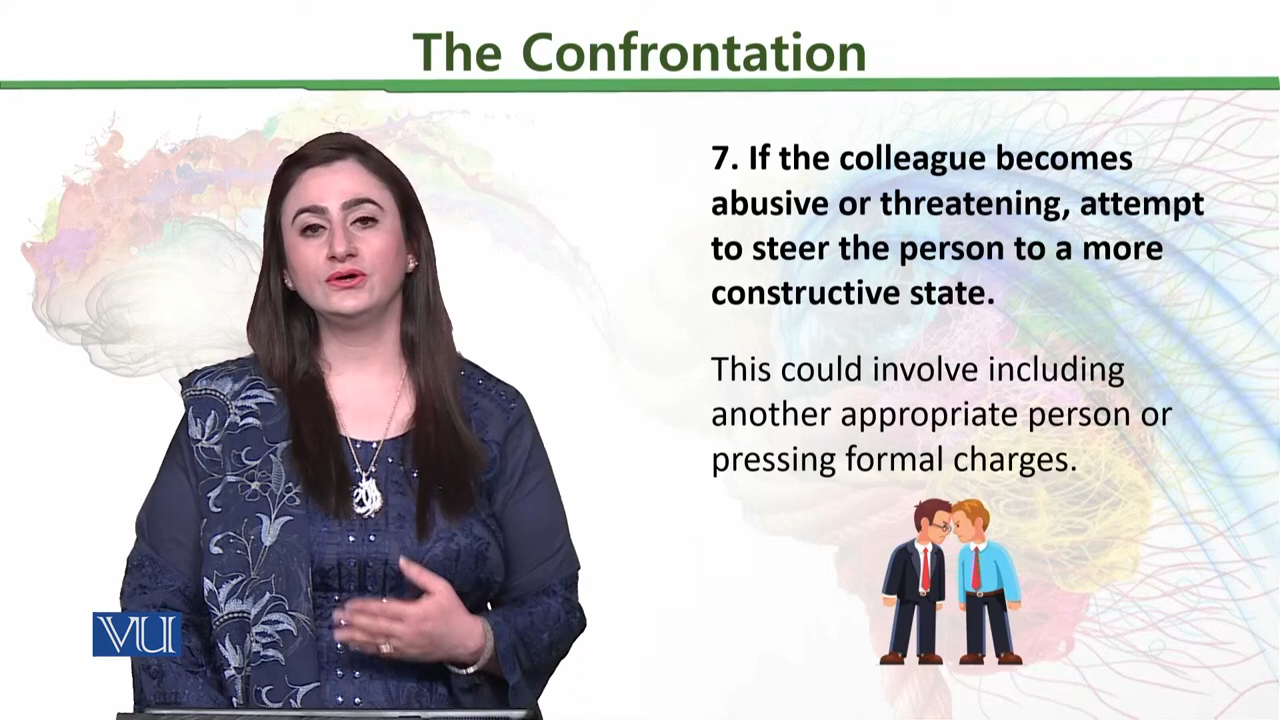 The Confrontation
7. If the colleague becomes
abusive or threatening, attempt
to steer the person to a more
constructive state.
This could involve including
another appropriate person or
pressing formal charges.
VU